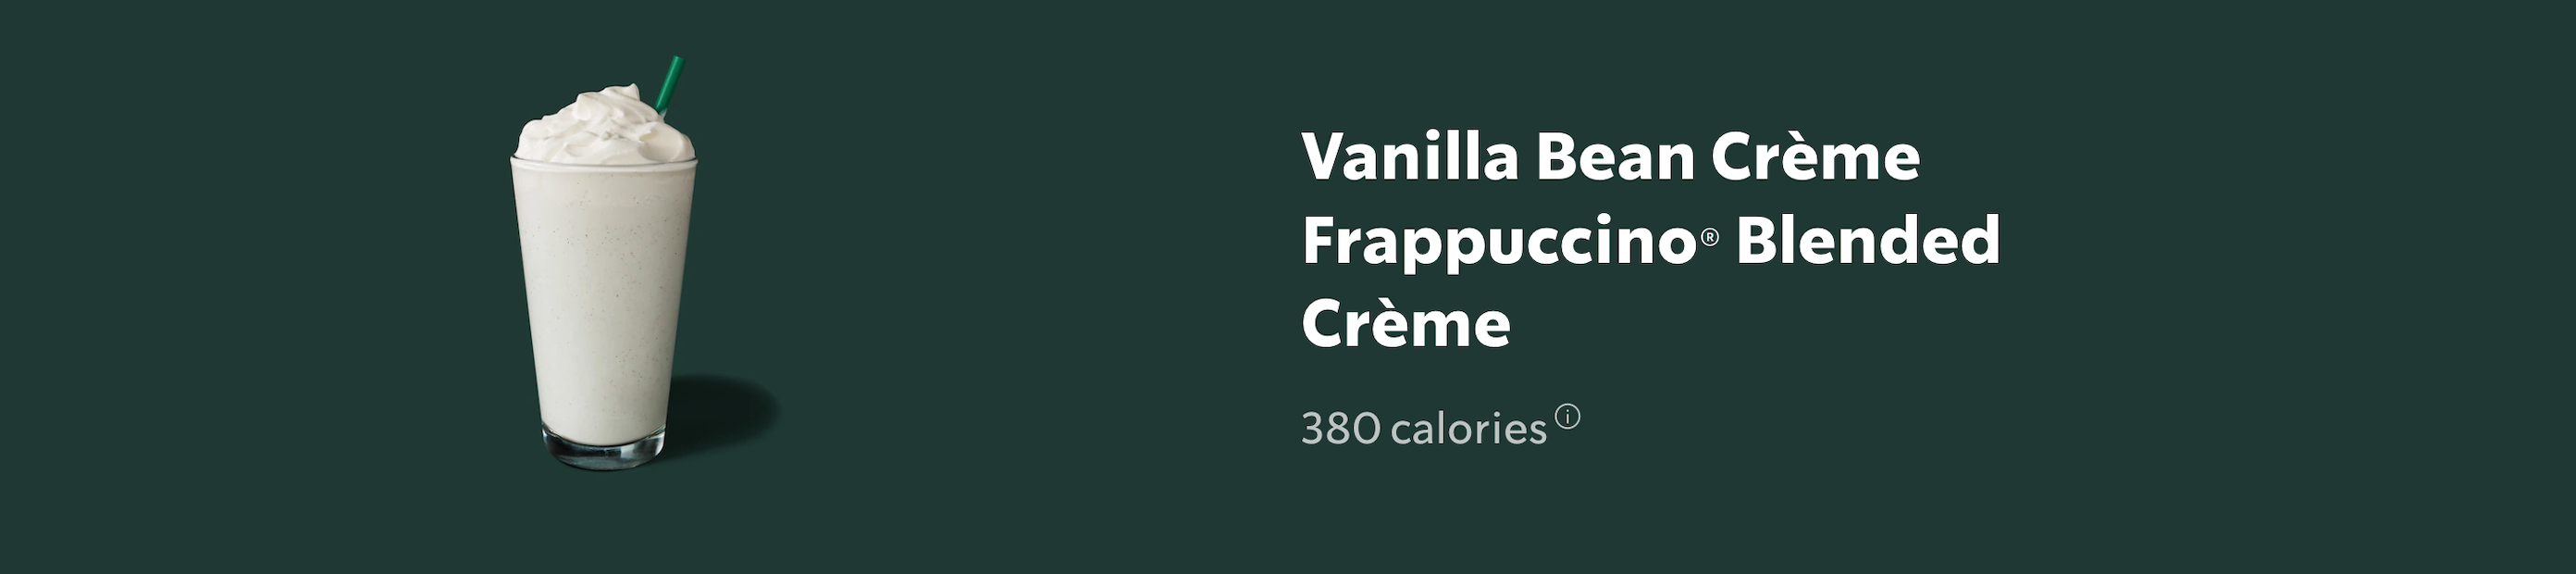 Vanilla Bean Crème
Frappuccino® Blended
Crème
380 calories ⓘ